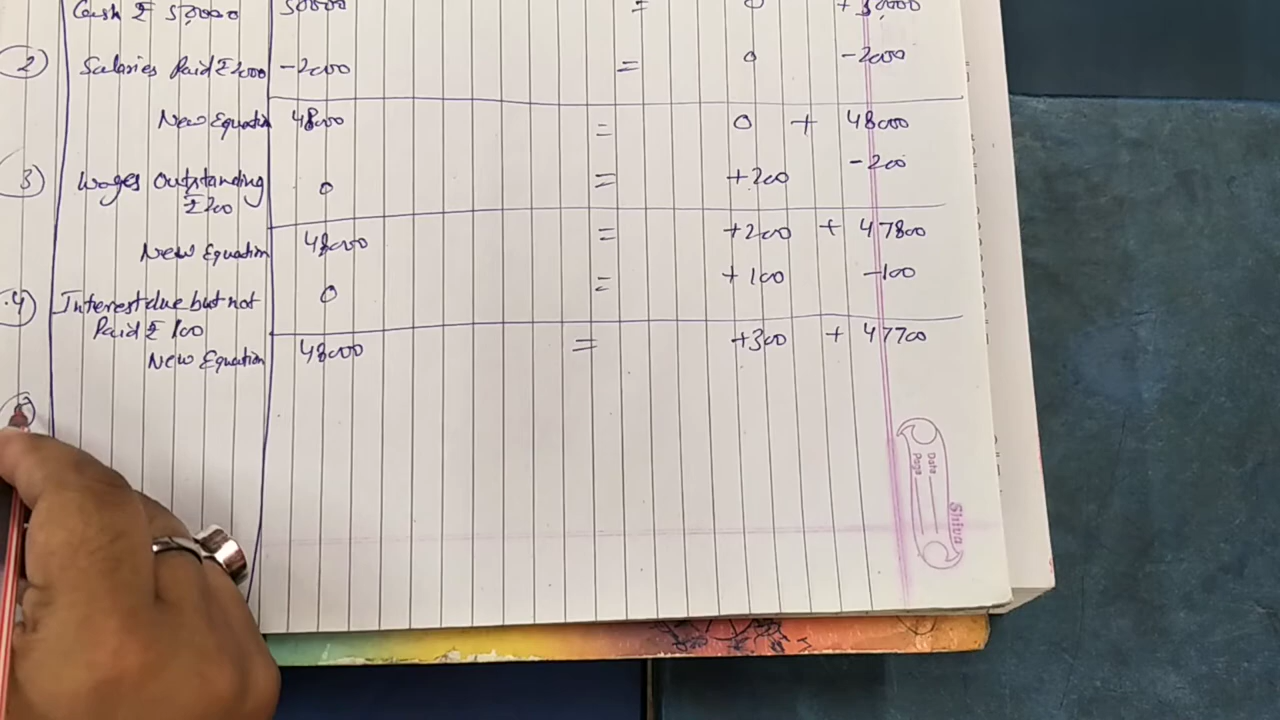 Cash ₹ 50000 50000 = 0 +50000
2 Salaries Paid ₹2000 -2000 = 0 -2000
New Equation 48000 = 0 + 48000
3) Wages Outstanding 0 = +200 -200
₹200
New Equation 48000 = +200 + 47800
4) Interest due but not 0 = +100 -100
Paid ₹ 100
New Equation 48000 = +300 + 47700
Date
Page
Shiva